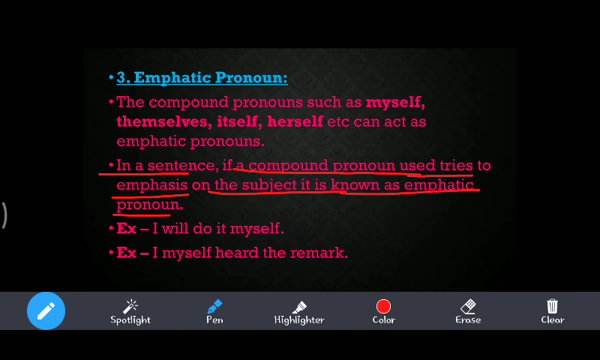 • 3. Emphatic Pronoun:
• The compound pronouns such as myself,
themselves, itself, herself etc can act as
emphatic pronouns.
• In a sentence, if a compound pronoun used tries to
emphasis on the subject it is known as emphatic
pronoun.
• Ex – I will do it myself.
• Ex – I myself heard the remark.
Spotlight Pen Highlighter Color Erase Clear